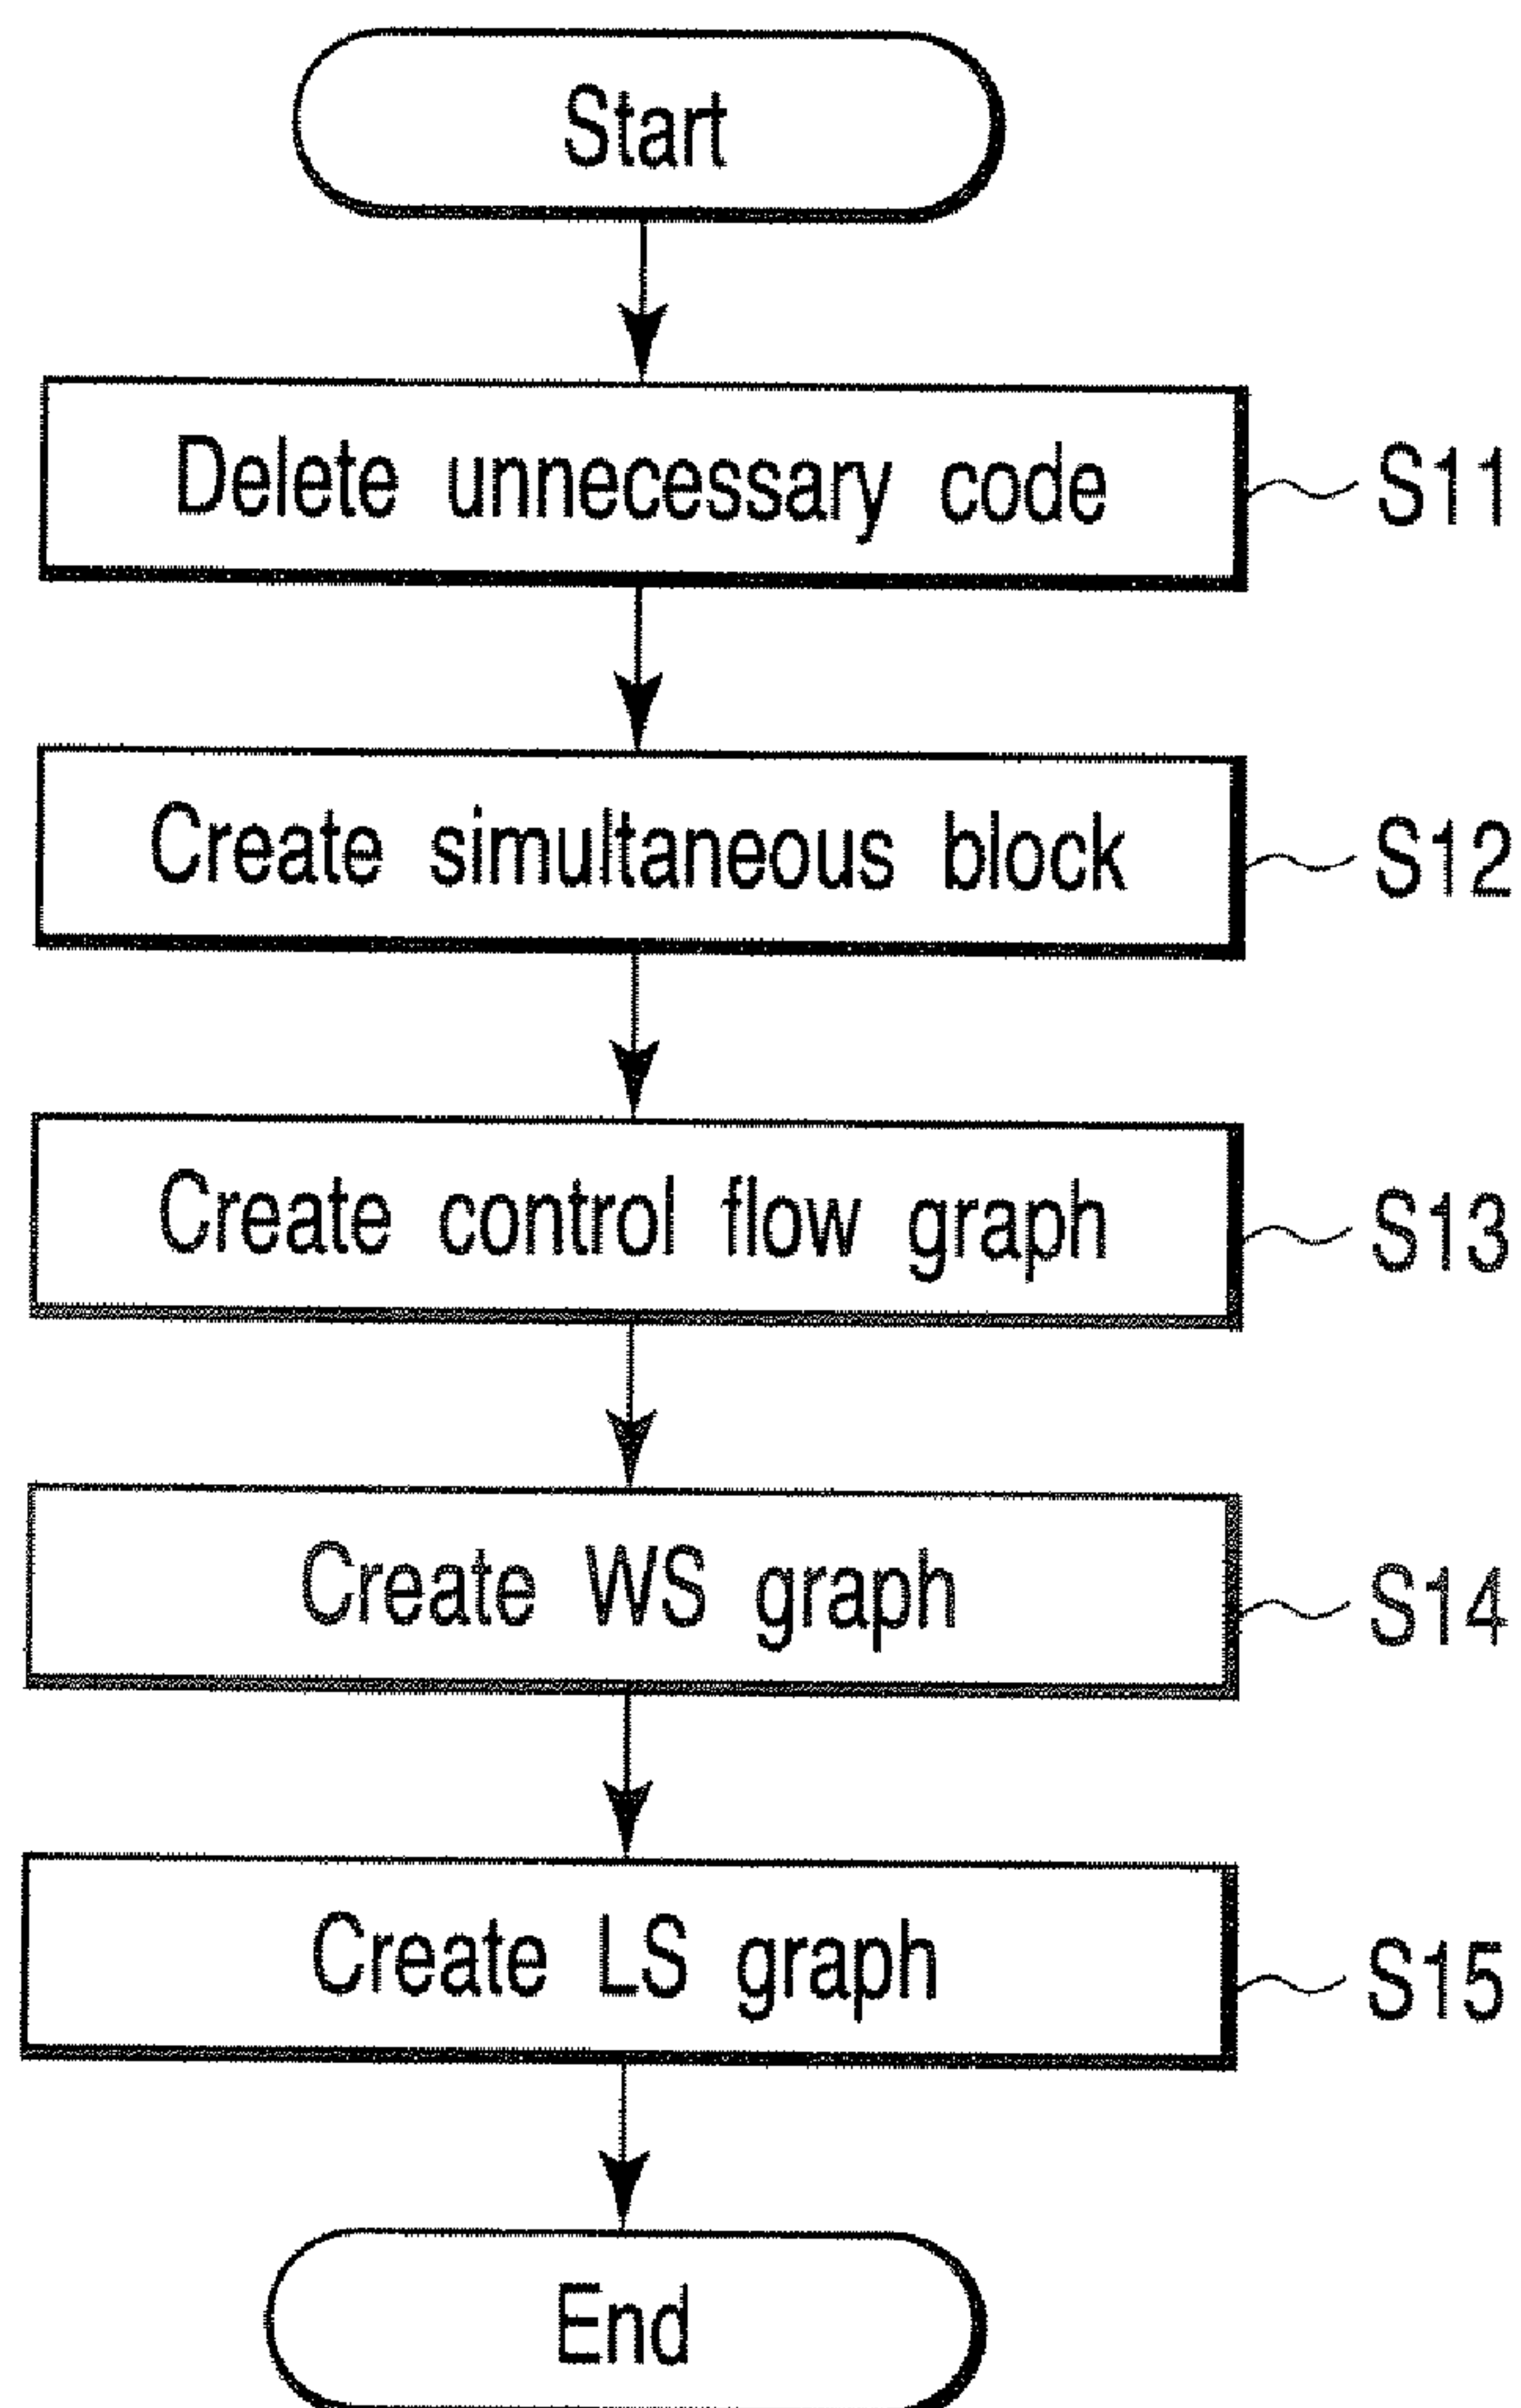 Start
Delete unnecessary code S11
Create simultaneous block S12
Create control flow graph S13
Create WS graph S14
Create LS graph S15
End